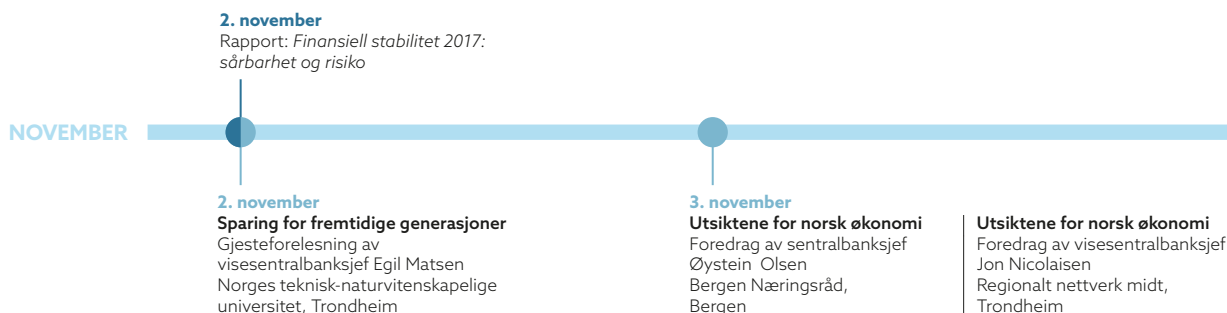 2. november
Rapport: Finansiell stabilitet 2017:
sårbarhet og risiko
NOVEMBER
2. november
Sparing for fremtidige generasjoner
Gjesteforelesning av
visesentralbanksjef Egil Matsen
Norges teknisk-naturvitenskapelige
universitet, Trondheim
3. november
Utsiktene for norsk økonomi
Foredrag av sentralbanksjef
Øystein Olsen
Bergen Næringsråd,
Bergen
Utsiktene for norsk økonomi
Foredrag av visesentralbanksjef
Jon Nicolaisen
Regionalt nettverk midt,
Trondheim